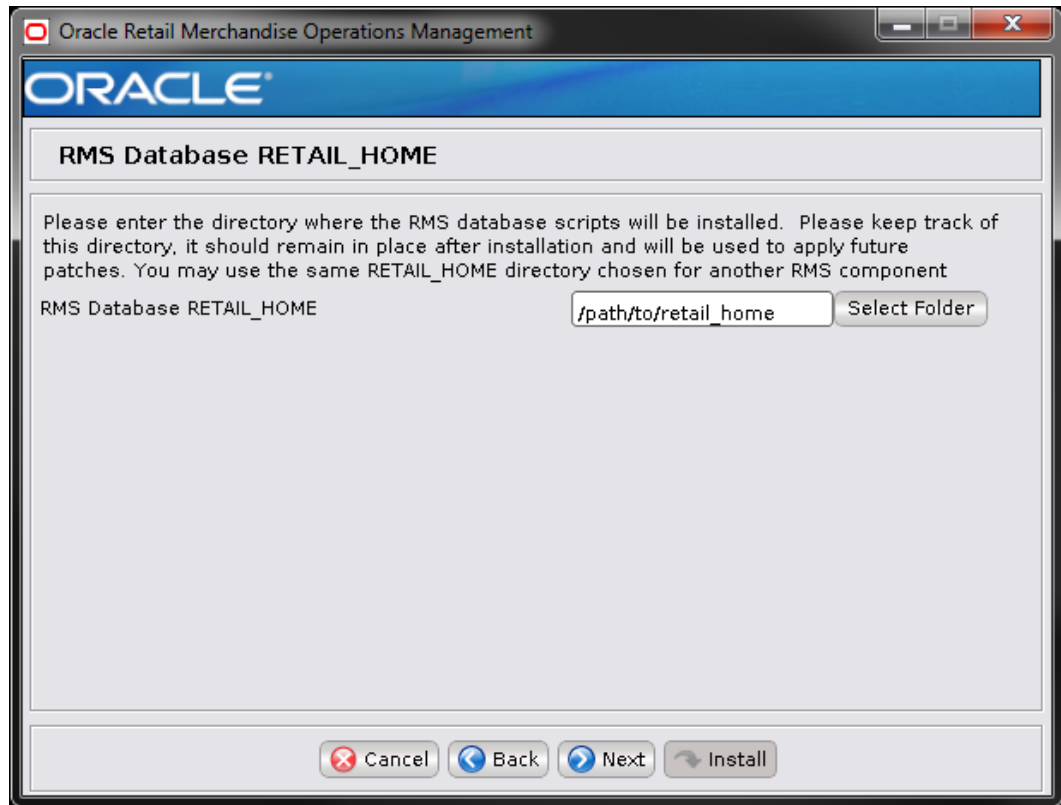 Oracle Retail Merchandise Operations Management
ORACLE®
RMS Database RETAIL_HOME
Please enter the directory where the RMS database scripts will be installed.  Please keep track of
this directory, it should remain in place after installation and will be used to apply future
patches. You may use the same RETAIL_HOME directory chosen for another RMS component
RMS Database RETAIL_HOME /path/to/retail_home Select Folder
Cancel Back Next Install